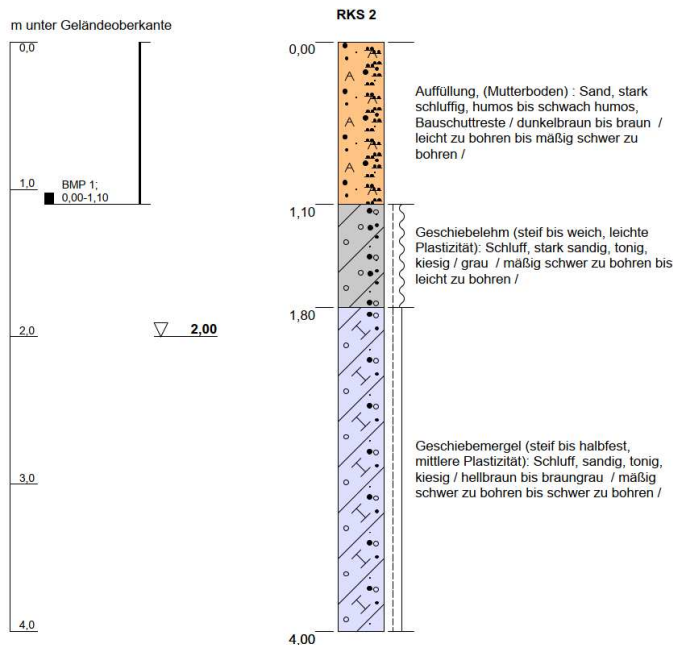 RKS 2
m unter Geländeoberkante
0,0
0,00
Auffüllung, (Mutterboden) : Sand, stark
schluffig, humos bis schwach humos,
Bauschuttreste / dunkelbraun bis braun /
leicht zu bohren bis mäßig schwer zu
bohren /
1,0
BMP 1;
0,00-1,10
1,10
Geschiebelehm (steif bis weich, leichte
Plastizität): Schluff, stark sandig, tonig,
kiesig / grau / mäßig schwer zu bohren bis
leicht zu bohren /
1,80
2,0
2,00
Geschiebemergel (steif bis halbfest,
mittlere Plastizität): Schluff, sandig, tonig,
kiesig / hellbraun bis braungrau / mäßig
schwer zu bohren bis schwer zu bohren /
3,0
4,0
4,00